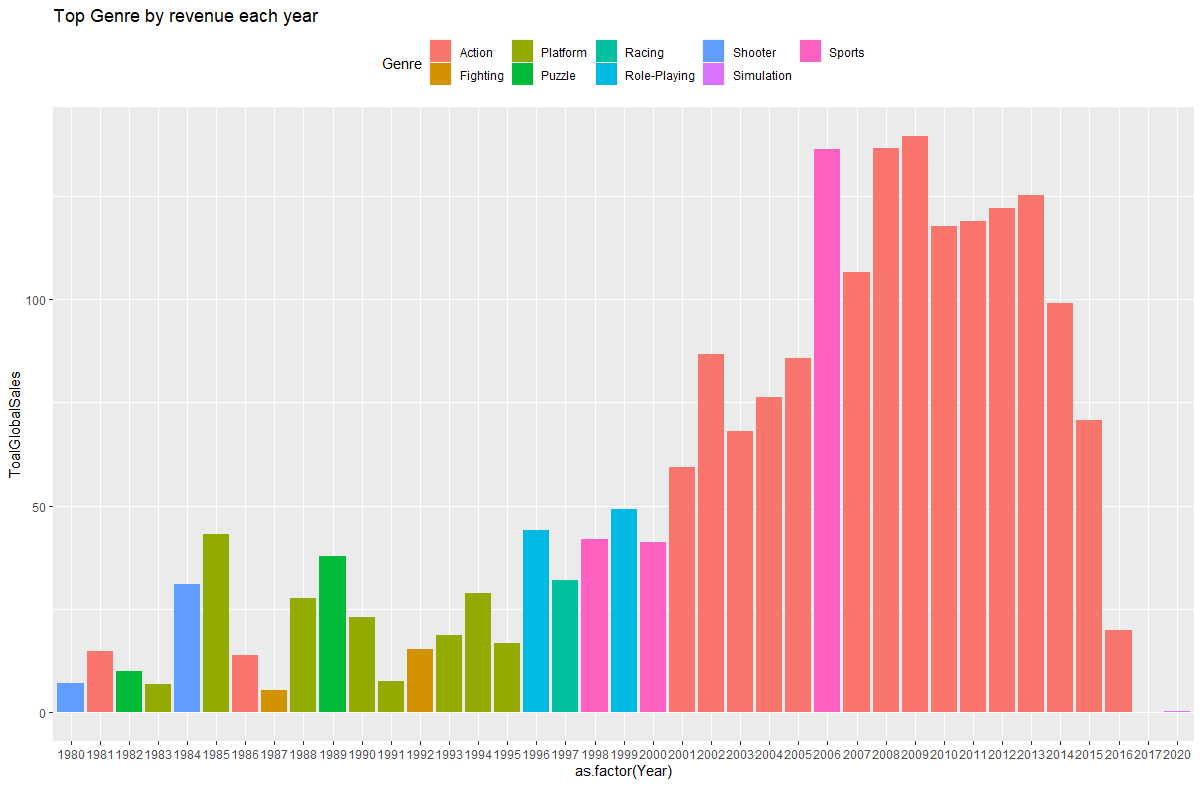 Top Genre by revenue each year
Genre
Action Platform Racing Shooter Sports
Fighting Puzzle Role-Playing Simulation
ToalGlobalSales
100
50
0
1980 1981 1982 1983 1984 1985 1986 1987 1988 1989 1990 1991 1992 1993 1994 1995 1996 1997 1998 1999 2000 2001 2002 2003 2004 2005 2006 2007 2008 2009 2010 2011 2012 2013 2014 2015 2016 2017 2020
as.factor(Year)